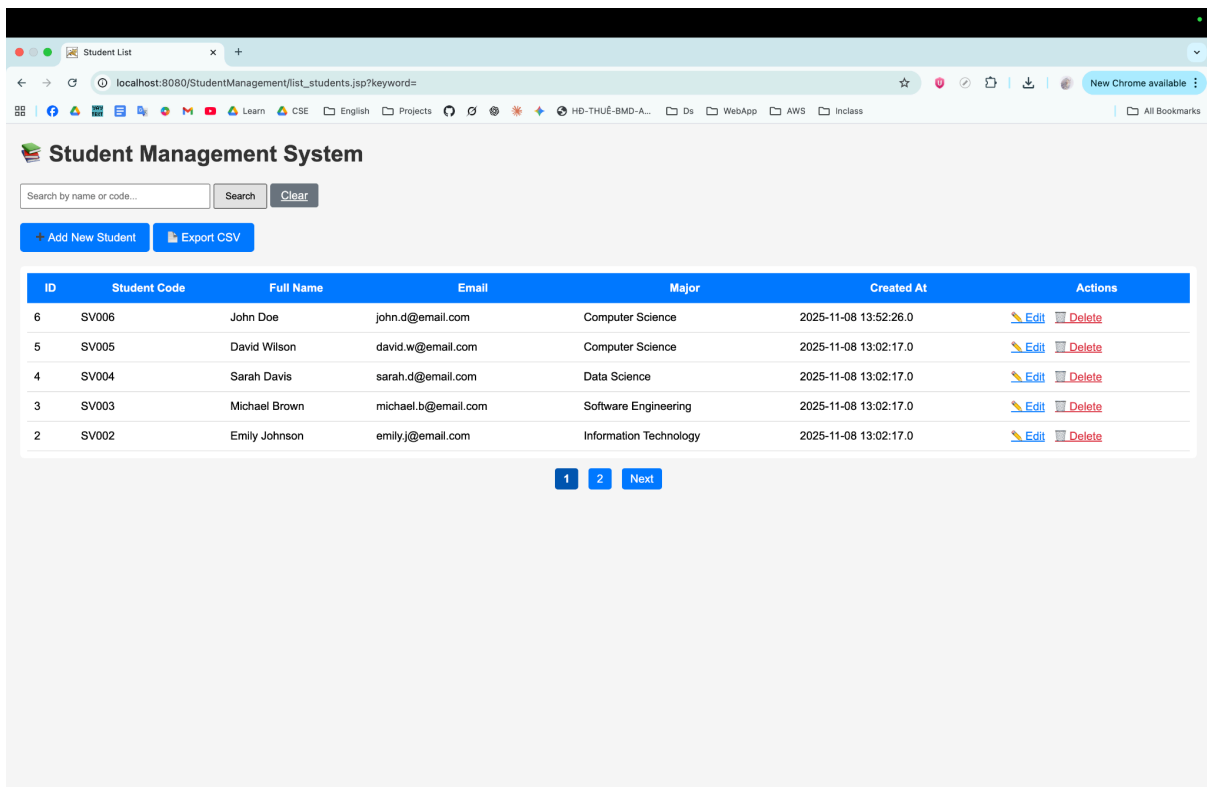 Student List
localhost:8080/StudentManagement/list_students.jsp?keyword=
New Chrome available
Learn CSE English Projects HĐ-THUÊ-BMD-A... Ds WebApp AWS Inclass All Bookmarks
Student Management System
Search by name or code... Search Clear
Add New Student Export CSV
ID Student Code Full Name Email Major Created At Actions
6 SV006 John Doe john.d@email.com Computer Science 2025-11-08 13:52:26.0 Edit Delete
5 SV005 David Wilson david.w@email.com Computer Science 2025-11-08 13:02:17.0 Edit Delete
4 SV004 Sarah Davis sarah.d@email.com Data Science 2025-11-08 13:02:17.0 Edit Delete
3 SV003 Michael Brown michael.b@email.com Software Engineering 2025-11-08 13:02:17.0 Edit Delete
2 SV002 Emily Johnson emily.j@email.com Information Technology 2025-11-08 13:02:17.0 Edit Delete
1 2 Next